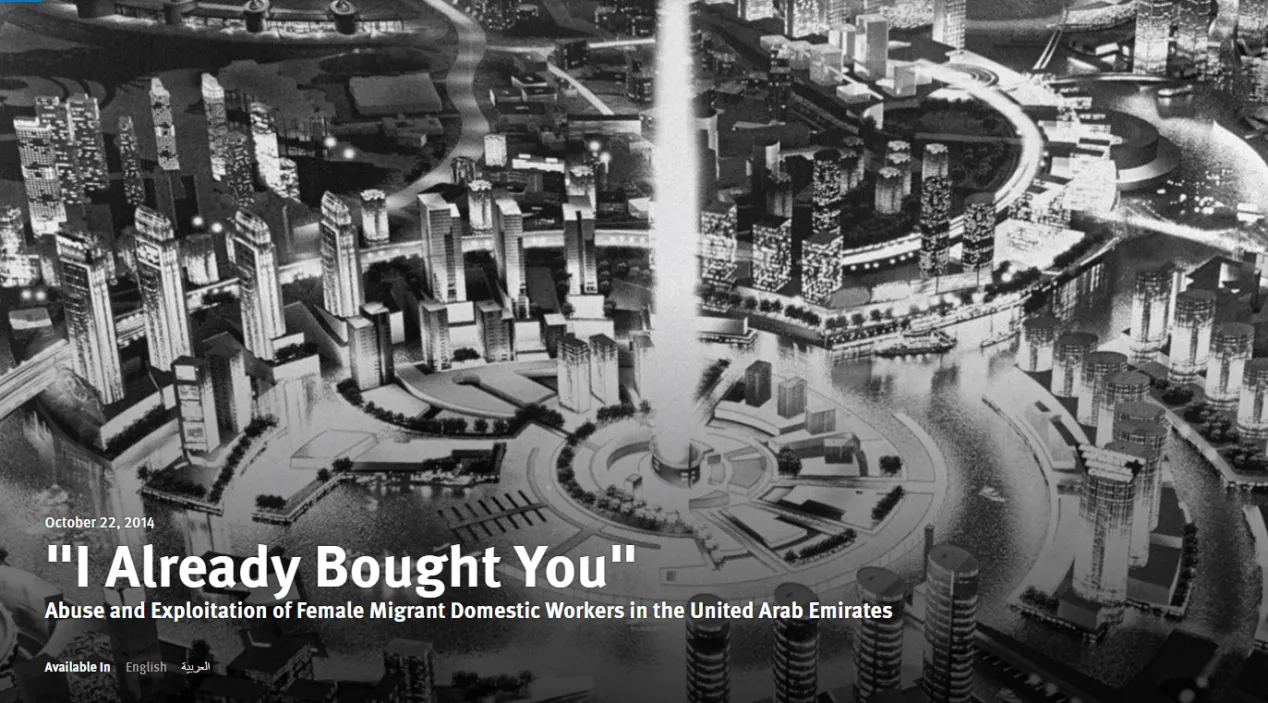 October 22, 2014
"I Already Bought You"
Abuse and Exploitation of Female Migrant Domestic Workers in the United Arab Emirates
Available In English العربية